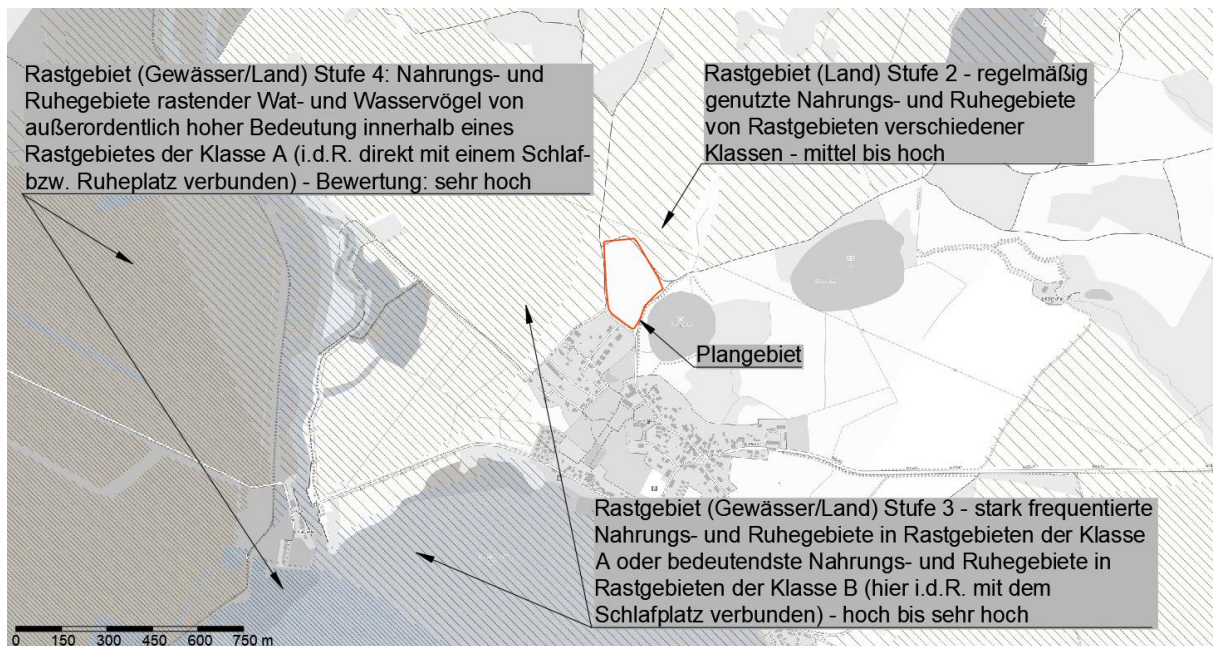 Rastgebiet (Gewässer/Land) Stufe 4: Nahrungs- und
Ruhegebiete rastender Wat- und Wasservögel von
außerordentlich hoher Bedeutung innerhalb eines
Rastgebietes der Klasse A (i.d.R. direkt mit einem Schlaf-
bzw. Ruheplatz verbunden) - Bewertung: sehr hoch
Rastgebiet (Land) Stufe 2 - regelmäßig
genutzte Nahrungs- und Ruhegebiete
von Rastgebieten verschiedener
Klassen - mittel bis hoch
Plangebiet
Rastgebiet (Gewässer/Land) Stufe 3 - stark frequentierte
Nahrungs- und Ruhegebiete in Rastgebieten der Klasse
A oder bedeutendste Nahrungs- und Ruhegebiete in
Rastgebieten der Klasse B (hier i.d.R. mit dem
Schlafplatz verbunden) - hoch bis sehr hoch
0 150 300 450 600 750 m